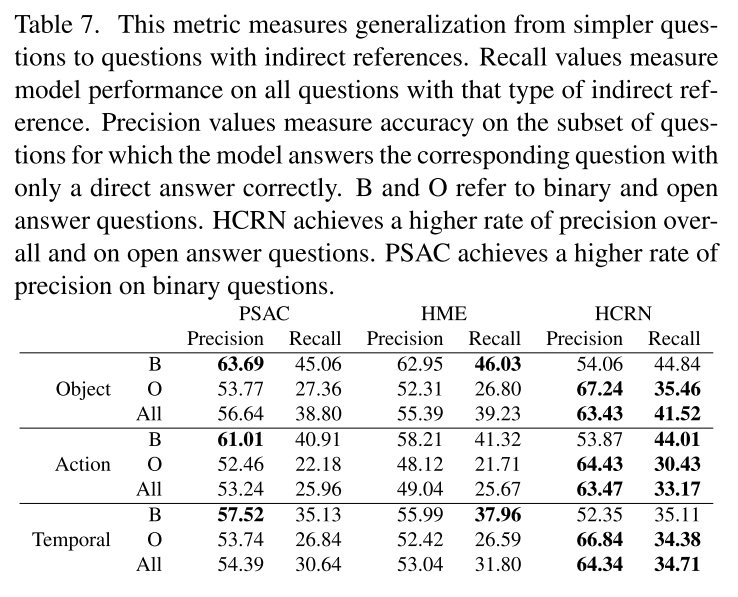 Table 7. This metric measures generalization from simpler ques-
tions to questions with indirect references. Recall values measure
model performance on all questions with that type of indirect ref-
erence. Precision values measure accuracy on the subset of ques-
tions for which the model answers the corresponding question with
only a direct answer correctly. B and O refer to binary and open
answer questions. HCRN achieves a higher rate of precision over-
all and on open answer questions. PSAC achieves a higher rate of
precision on binary questions.
PSAC HME HCRN
Precision Recall Precision Recall Precision Recall
B 63.69 45.06 62.95 46.03 54.06 44.84
Object O 53.77 27.36 52.31 26.80 67.24 35.46
All 56.64 38.80 55.39 39.23 63.43 41.52
B 61.01 40.91 58.21 41.32 53.87 44.01
Action O 52.46 22.18 48.12 21.71 64.43 30.43
All 53.24 25.96 49.04 25.67 63.47 33.17
B 57.52 35.13 55.99 37.96 52.35 35.11
Temporal O 53.74 26.84 52.42 26.59 66.84 34.38
All 54.39 30.64 53.04 31.80 64.34 34.71